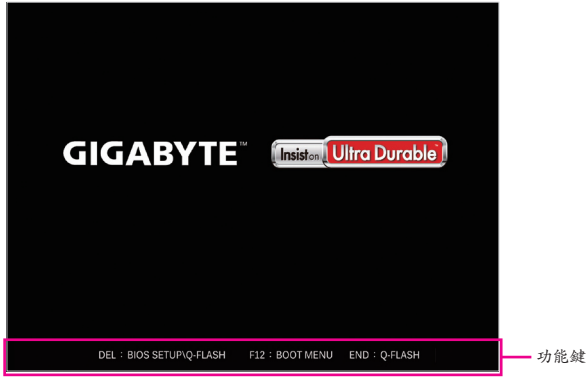 GIGABYTE™ Insist on Ultra Durable™
DEL：BIOS SETUP\Q-FLASH F12：BOOT MENU END：Q-FLASH
功能鍵